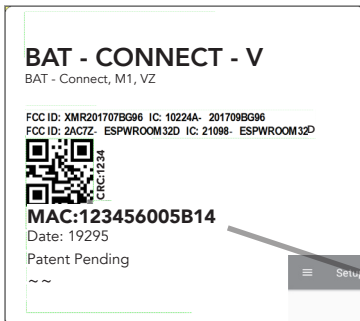 BAT - CONNECT - V
BAT - Connect, M1, VZ
FCC ID: XMR201707BG96 IC: 10224A- 201709BG96
FCC ID: 2AC7Z- ESPWROOM32D IC: 21098- ESPWROOM32D
CRC:1234
MAC:123456005B14
Date: 19295
Patent Pending
~ ~